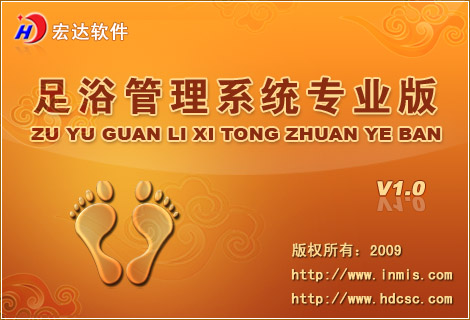 宏达软件
足浴管理系统专业版
ZU YU GUAN LI XI TONG ZHUAN YE BAN
V1.0
版权所有：2009
http://www.inmis.com
http://www.hdcsc.com